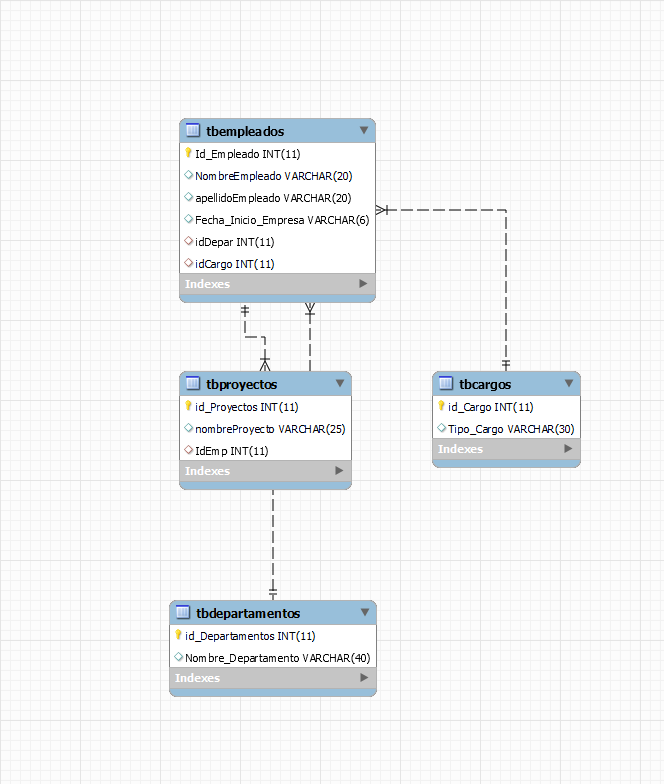 tbempleados
Id_Empleado INT(11)
NombreEmpleado VARCHAR(20)
apellidoEmpleado VARCHAR(20)
Fecha_Inicio_Empresa VARCHAR(6)
idDepar INT(11)
idCargo INT(11)
Indexes
tbproyectos
id_Proyectos INT(11)
nombreProyecto VARCHAR(25)
IdEmp INT(11)
Indexes
tbcargos
id_Cargo INT(11)
Tipo_Cargo VARCHAR(30)
Indexes
tbdepartamentos
id_Departamentos INT(11)
Nombre_Departamento VARCHAR(40)
Indexes